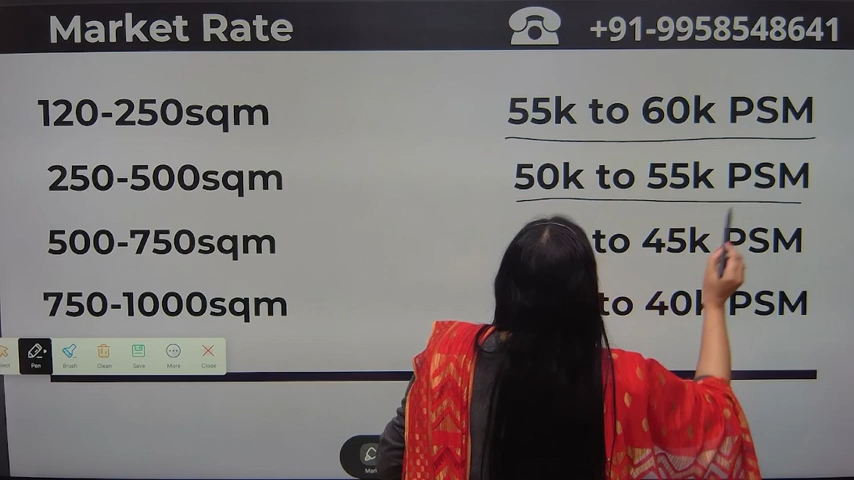 Market Rate +91-9958548641
120-250sqm 55k to 60k PSM
250-500sqm 50k to 55k PSM
500-750sqm to 45k PSM
750-1000sqm to 40k PSM
Pen Brush Clean Save More Close